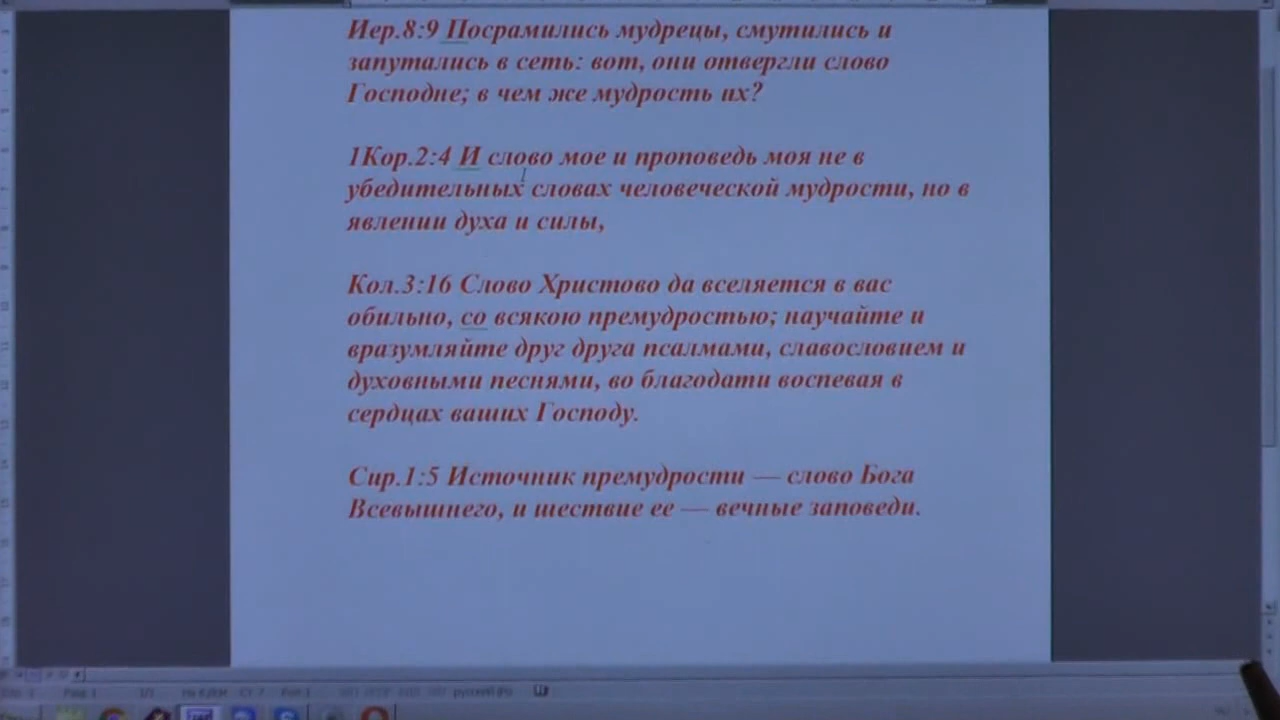 Иер.8:9 Посрамились мудрецы, смутились и
запутались в сеть: вот, они отвергли слово
Господне; в чем же мудрость их?
1Кор.2:4 И слово мое и проповедь моя не в
убедительных словах человеческой мудрости, но в
явлении духа и силы,
Кол.3:16 Слово Христово да вселяется в вас
обильно, со всякою премудростью; научайте и
вразумляйте друг друга псалмами, славословием и
духовными песнями, во благодати воспевая в
сердцах ваших Господу.
Сир.1:5 Источник премудрости — слово Бога
Всевышнего, и шествие ее — вечные заповеди.
русский (Ро